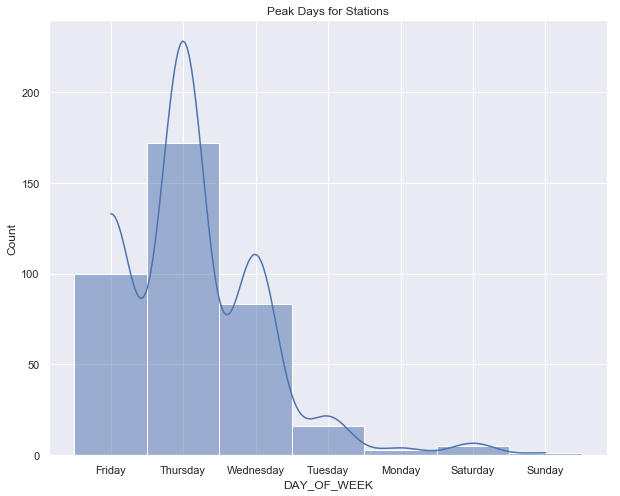 Peak Days for Stations
Count
200
150
100
50
0
Friday Thursday Wednesday Tuesday Monday Saturday Sunday
DAY_OF_WEEK